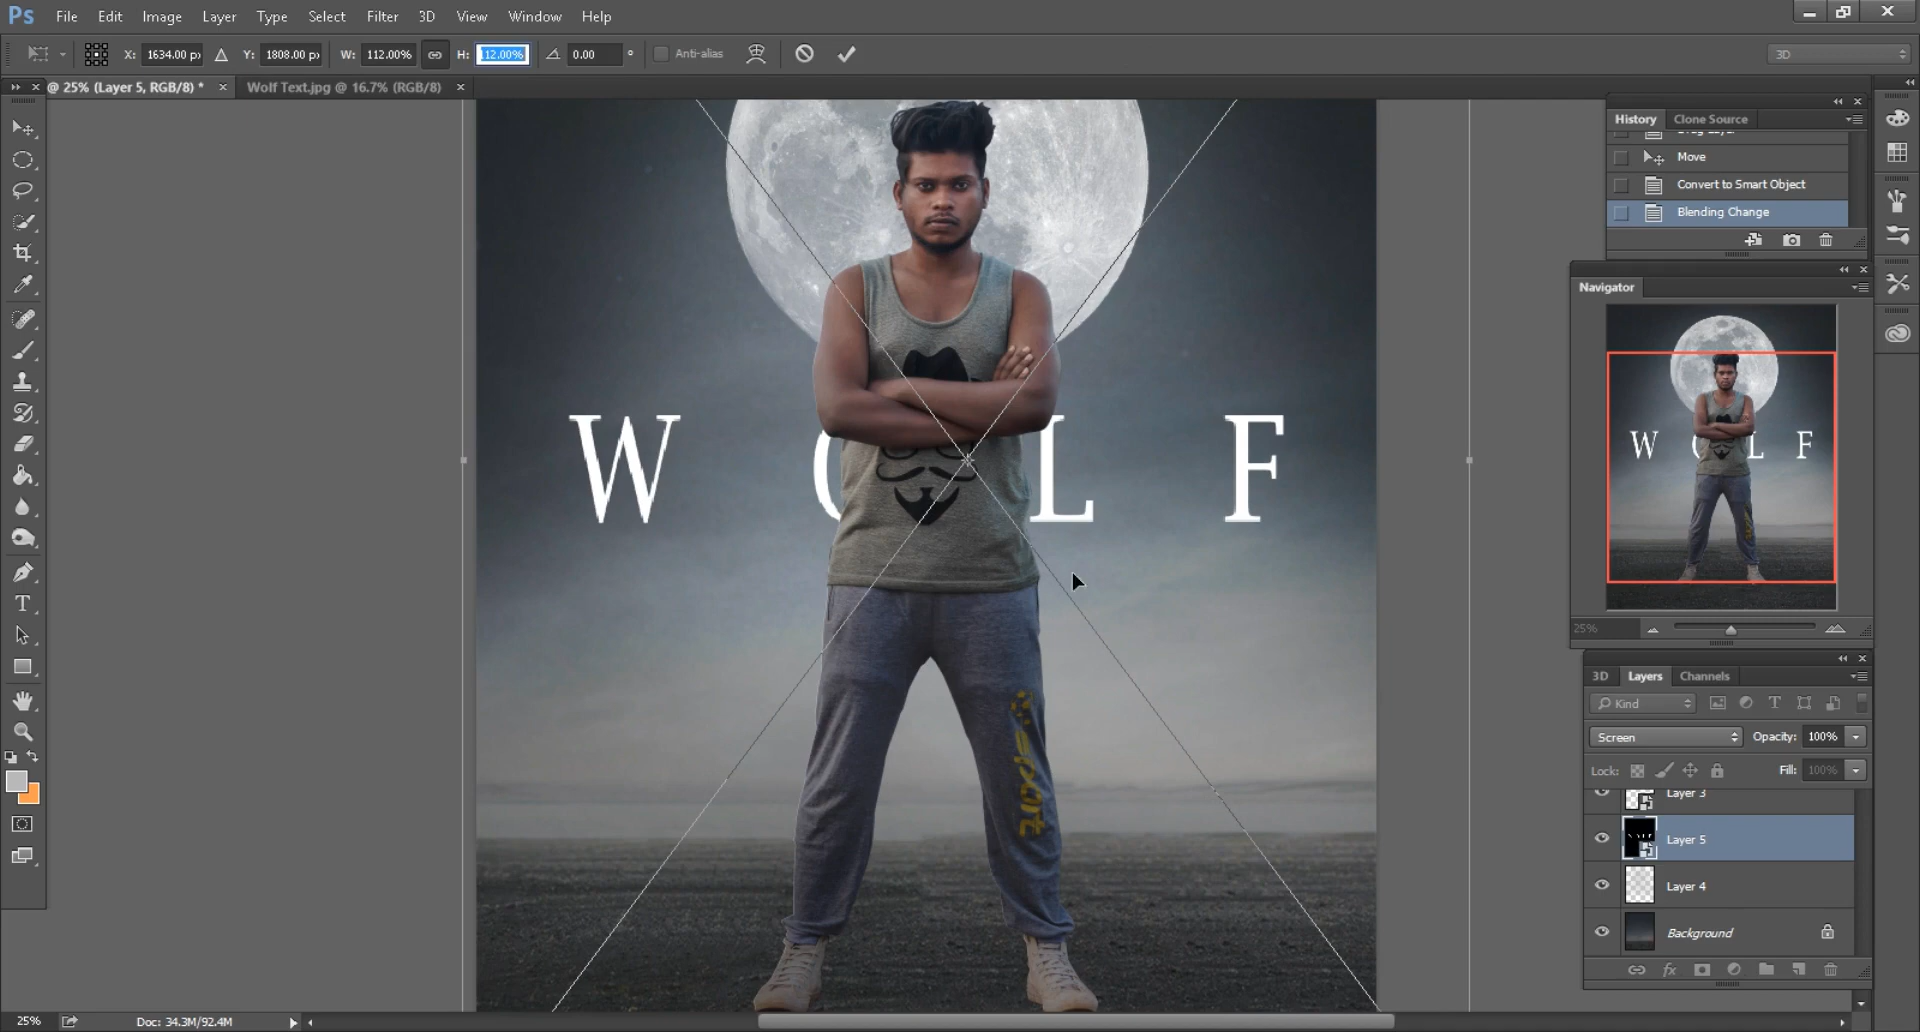 Ps File Edit Image Layer Type Select Filter 3D View Window Help
X: 1634.00 p Y: 1808.00 p W: 112.00% H: 112.00% 0.00 ° Anti-alias 3D
@ 25% (Layer 5, RGB/8) * × Wolf Text.jpg @ 16.7% (RGB/8) ×
History Clone Source
Move
Convert to Smart Object
Blending Change
Navigator
W O L F
W O L F
25%
3D Layers Channels
Kind
Screen Opacity: 100%
Lock: Fill: 100%
Layer 3
Layer 5
Layer 4
Background
fx
25% Doc: 34.3M/92.4M